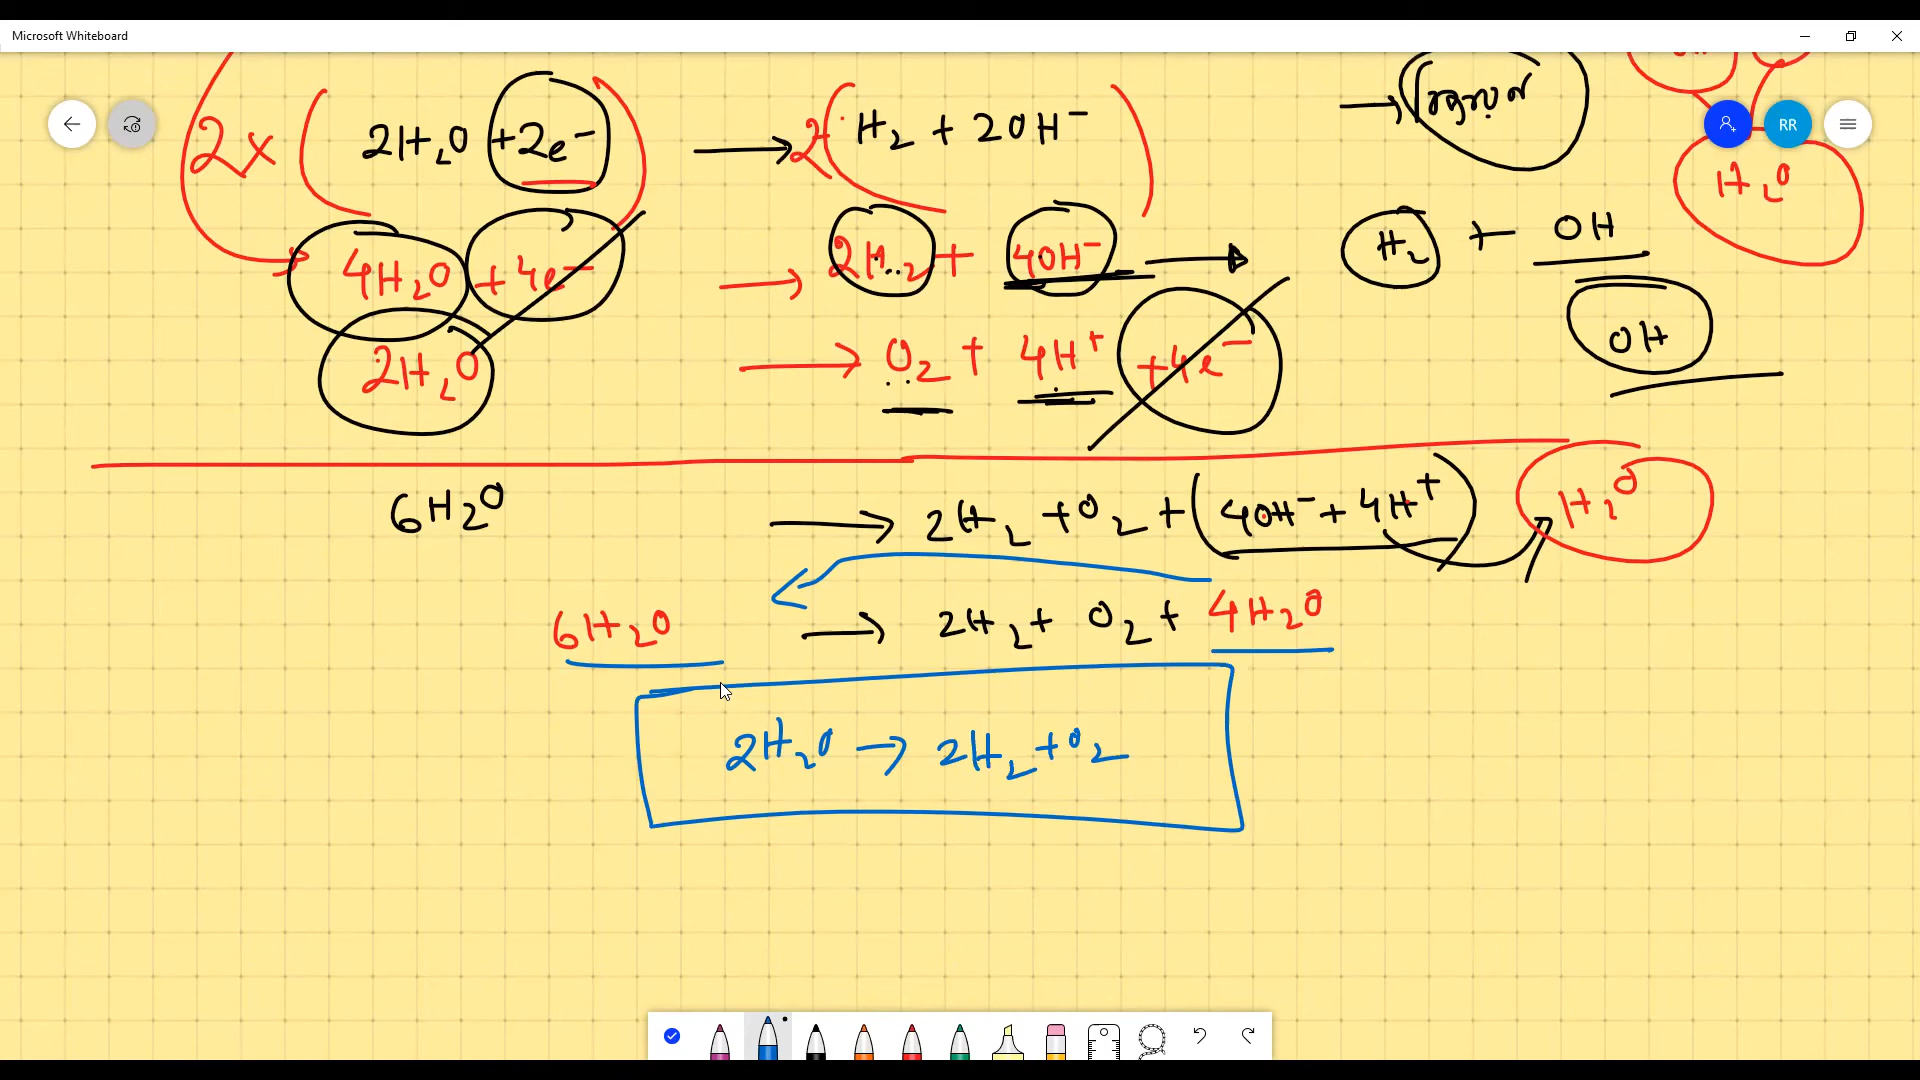 Microsoft Whiteboard
2x ( 2H₂O + 2e⁻ ) → 2( H₂ + 2OH⁻ )
RR
H₂O
4H₂O + 4e⁻ → 2H₂ + 4OH⁻ → H₂ + OH
OH
2H₂O → O₂ + 4H⁺ + 4e⁻
6H₂O → 2H₂ + O₂ + (4OH⁻ + 4H⁺) H₂O
6H₂O → 2H₂ + O₂ + 4H₂O
2H₂O → 2H₂ + O₂